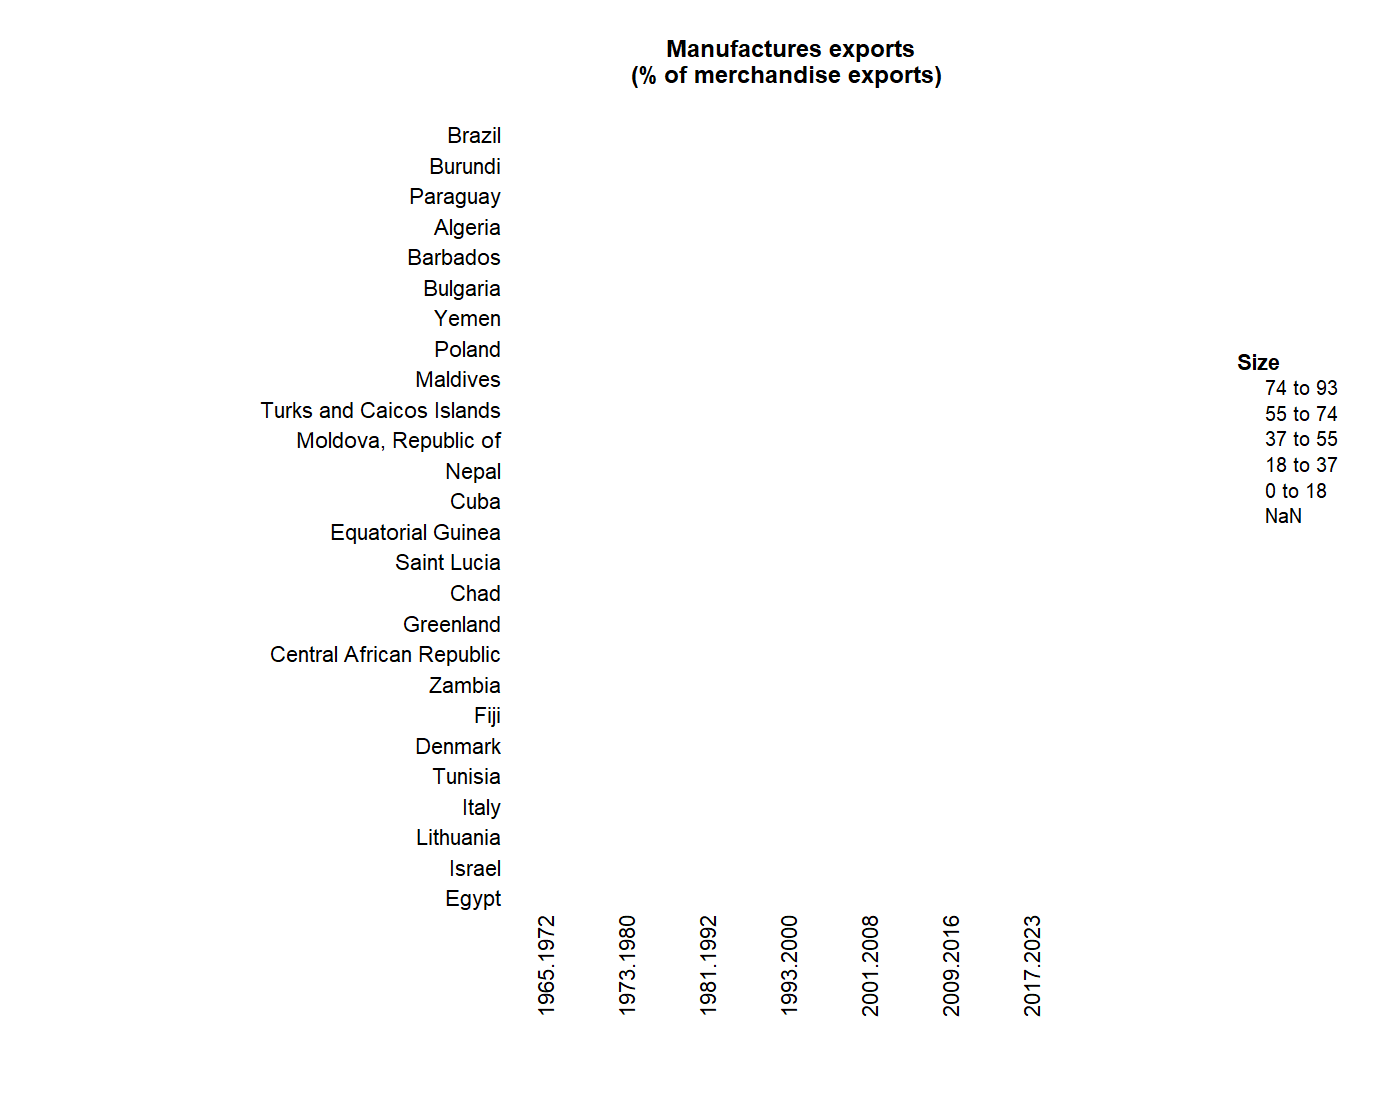 Manufactures exports
(% of merchandise exports)
Brazil
Burundi
Paraguay
Algeria
Barbados
Bulgaria
Yemen
Poland
Maldives
Turks and Caicos Islands
Moldova, Republic of
Nepal
Cuba
Equatorial Guinea
Saint Lucia
Chad
Greenland
Central African Republic
Zambia
Fiji
Denmark
Tunisia
Italy
Lithuania
Israel
Egypt
1965.1972
1973.1980
1981.1992
1993.2000
2001.2008
2009.2016
2017.2023
Size
74 to 93
55 to 74
37 to 55
18 to 37
0 to 18
NaN